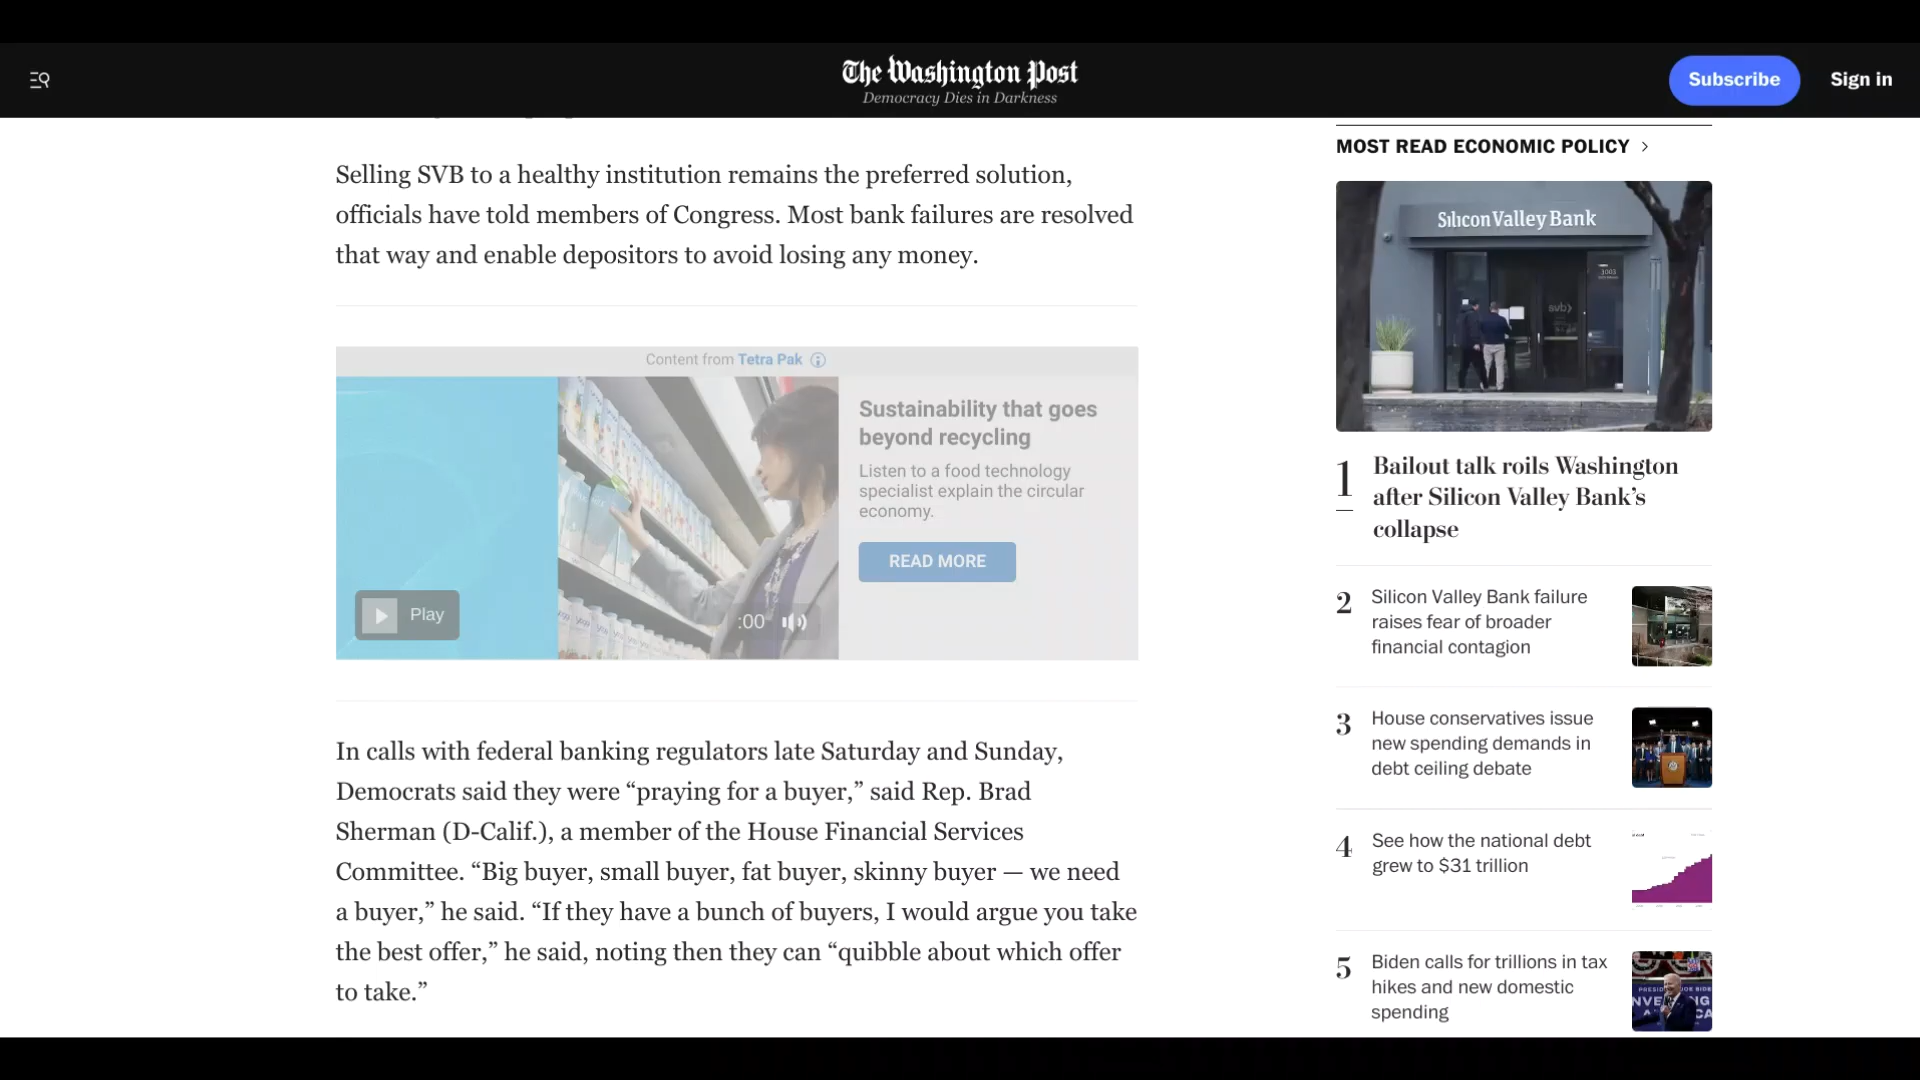 The Washington Post
Democracy Dies in Darkness
Subscribe
Sign in
Selling SVB to a healthy institution remains the preferred solution,
officials have told members of Congress. Most bank failures are resolved
that way and enable depositors to avoid losing any money.
Content from Tetra Pak
Sustainability that goes
beyond recycling
Listen to a food technology
specialist explain the circular
economy.
READ MORE
Play
:00
In calls with federal banking regulators late Saturday and Sunday,
Democrats said they were “praying for a buyer,” said Rep. Brad
Sherman (D-Calif.), a member of the House Financial Services
Committee. “Big buyer, small buyer, fat buyer, skinny buyer — we need
a buyer,” he said. “If they have a bunch of buyers, I would argue you take
the best offer,” he said, noting then they can “quibble about which offer
to take.”
MOST READ ECONOMIC POLICY
Silicon Valley Bank
1003
svb
1
Bailout talk roils Washington
after Silicon Valley Bank’s
collapse
2
Silicon Valley Bank failure
raises fear of broader
financial contagion
3
House conservatives issue
new spending demands in
debt ceiling debate
4
See how the national debt
grew to $31 trillion
5
Biden calls for trillions in tax
hikes and new domestic
spending